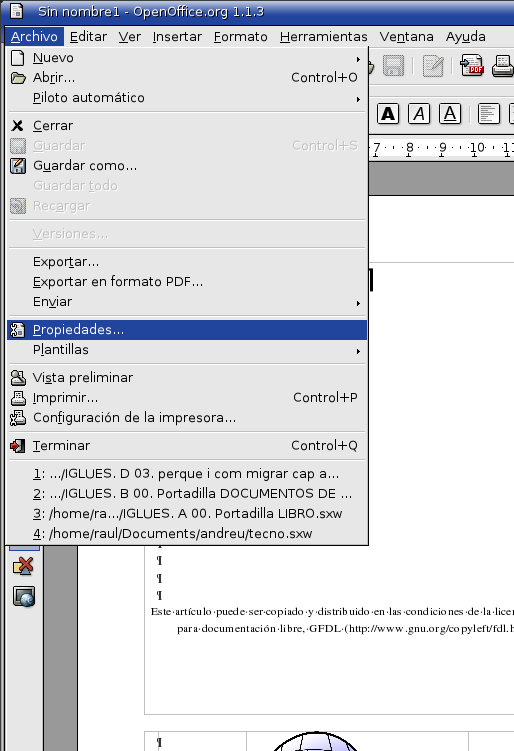 Sin nombre1 - OpenOffice.org 1.1.3
Archivo Editar Ver Insertar Formato Herramientas Ventana Ayuda
Nuevo
Abrir... Control+O
Piloto automático
Cerrar
Guardar Control+S
Guardar como...
Guardar todo
Recargar
Versiones...
Exportar...
Exportar en formato PDF...
Enviar
Propiedades...
Plantillas
Vista preliminar
Imprimir... Control+P
Configuración de la impresora...
Terminar Control+Q
1: .../IGLUES. D 03. perque i com migrar cap a...
2: .../IGLUES. B 00. Portadilla DOCUMENTOS DE ...
3: /home/ra.../IGLUES. A 00. Portadilla LIBRO.sxw
4: /home/raul/Documents/andreu/tecno.sxw
PDF
A A A
7 8 9 10 11
¶
¶
¶
¶
Este·artículo·puede·ser·copiado·y·distribuido·en·las·condiciones·de·la·licen
para·documentación·libre,·GFDL·(http://www.gnu.org/copyleft/fdl.h
¶